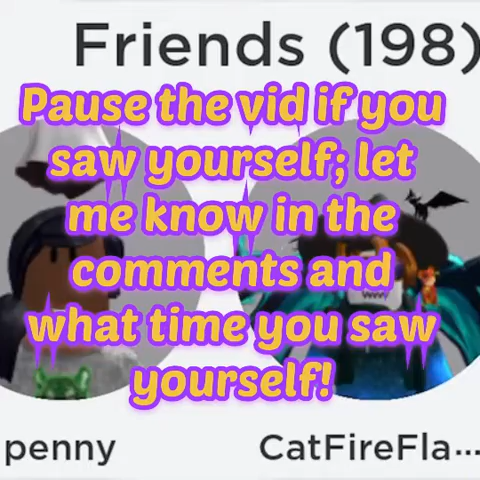 Friends (198)
Pause the vid if you
saw yourself; let
me know in the
comments and
what time you saw
yourself!
penny
CatFireFla...